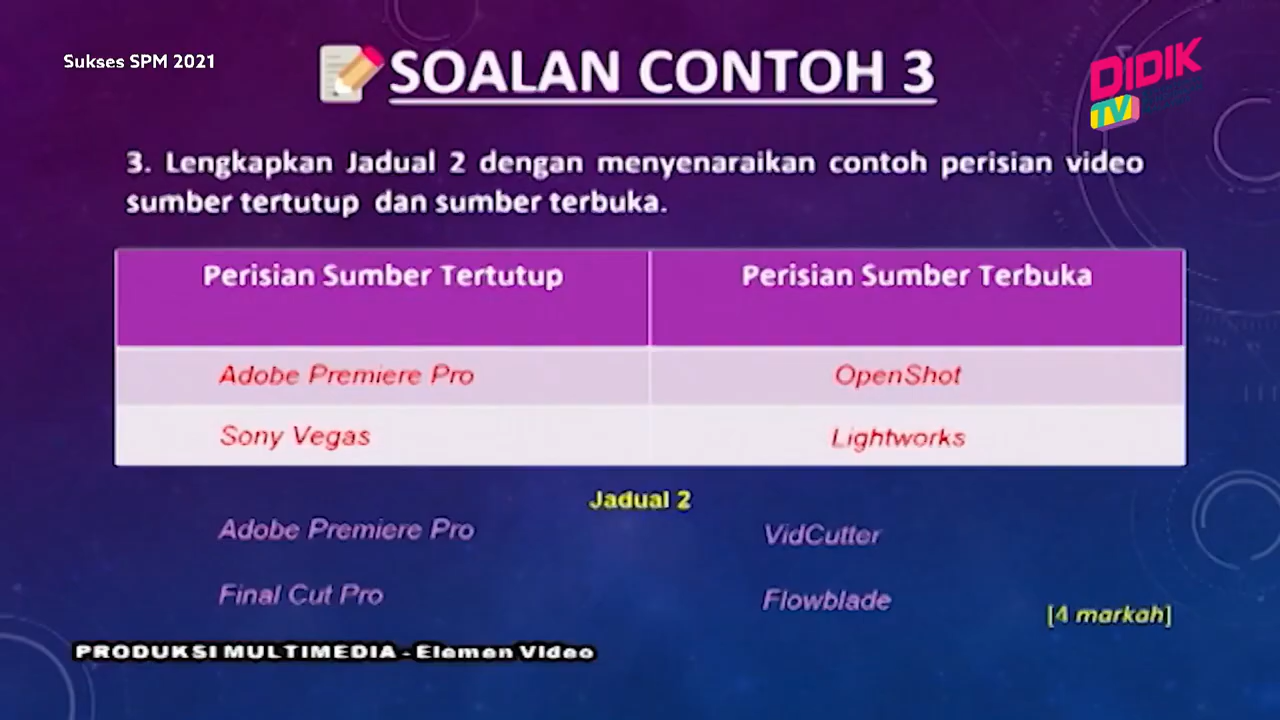 Sukses SPM 2021
SOALAN CONTOH 3
DIDIK
TV
3. Lengkapkan Jadual 2 dengan menyenaraikan contoh perisian video
sumber tertutup dan sumber terbuka.
Perisian Sumber Tertutup
Perisian Sumber Terbuka
Adobe Premiere Pro
OpenShot
Sony Vegas
Lightworks
Jadual 2
Adobe Premiere Pro
VidCutter
Final Cut Pro
Flowblade
[4 markah]
PRODUKSI MULTIMEDIA - Elemen Video